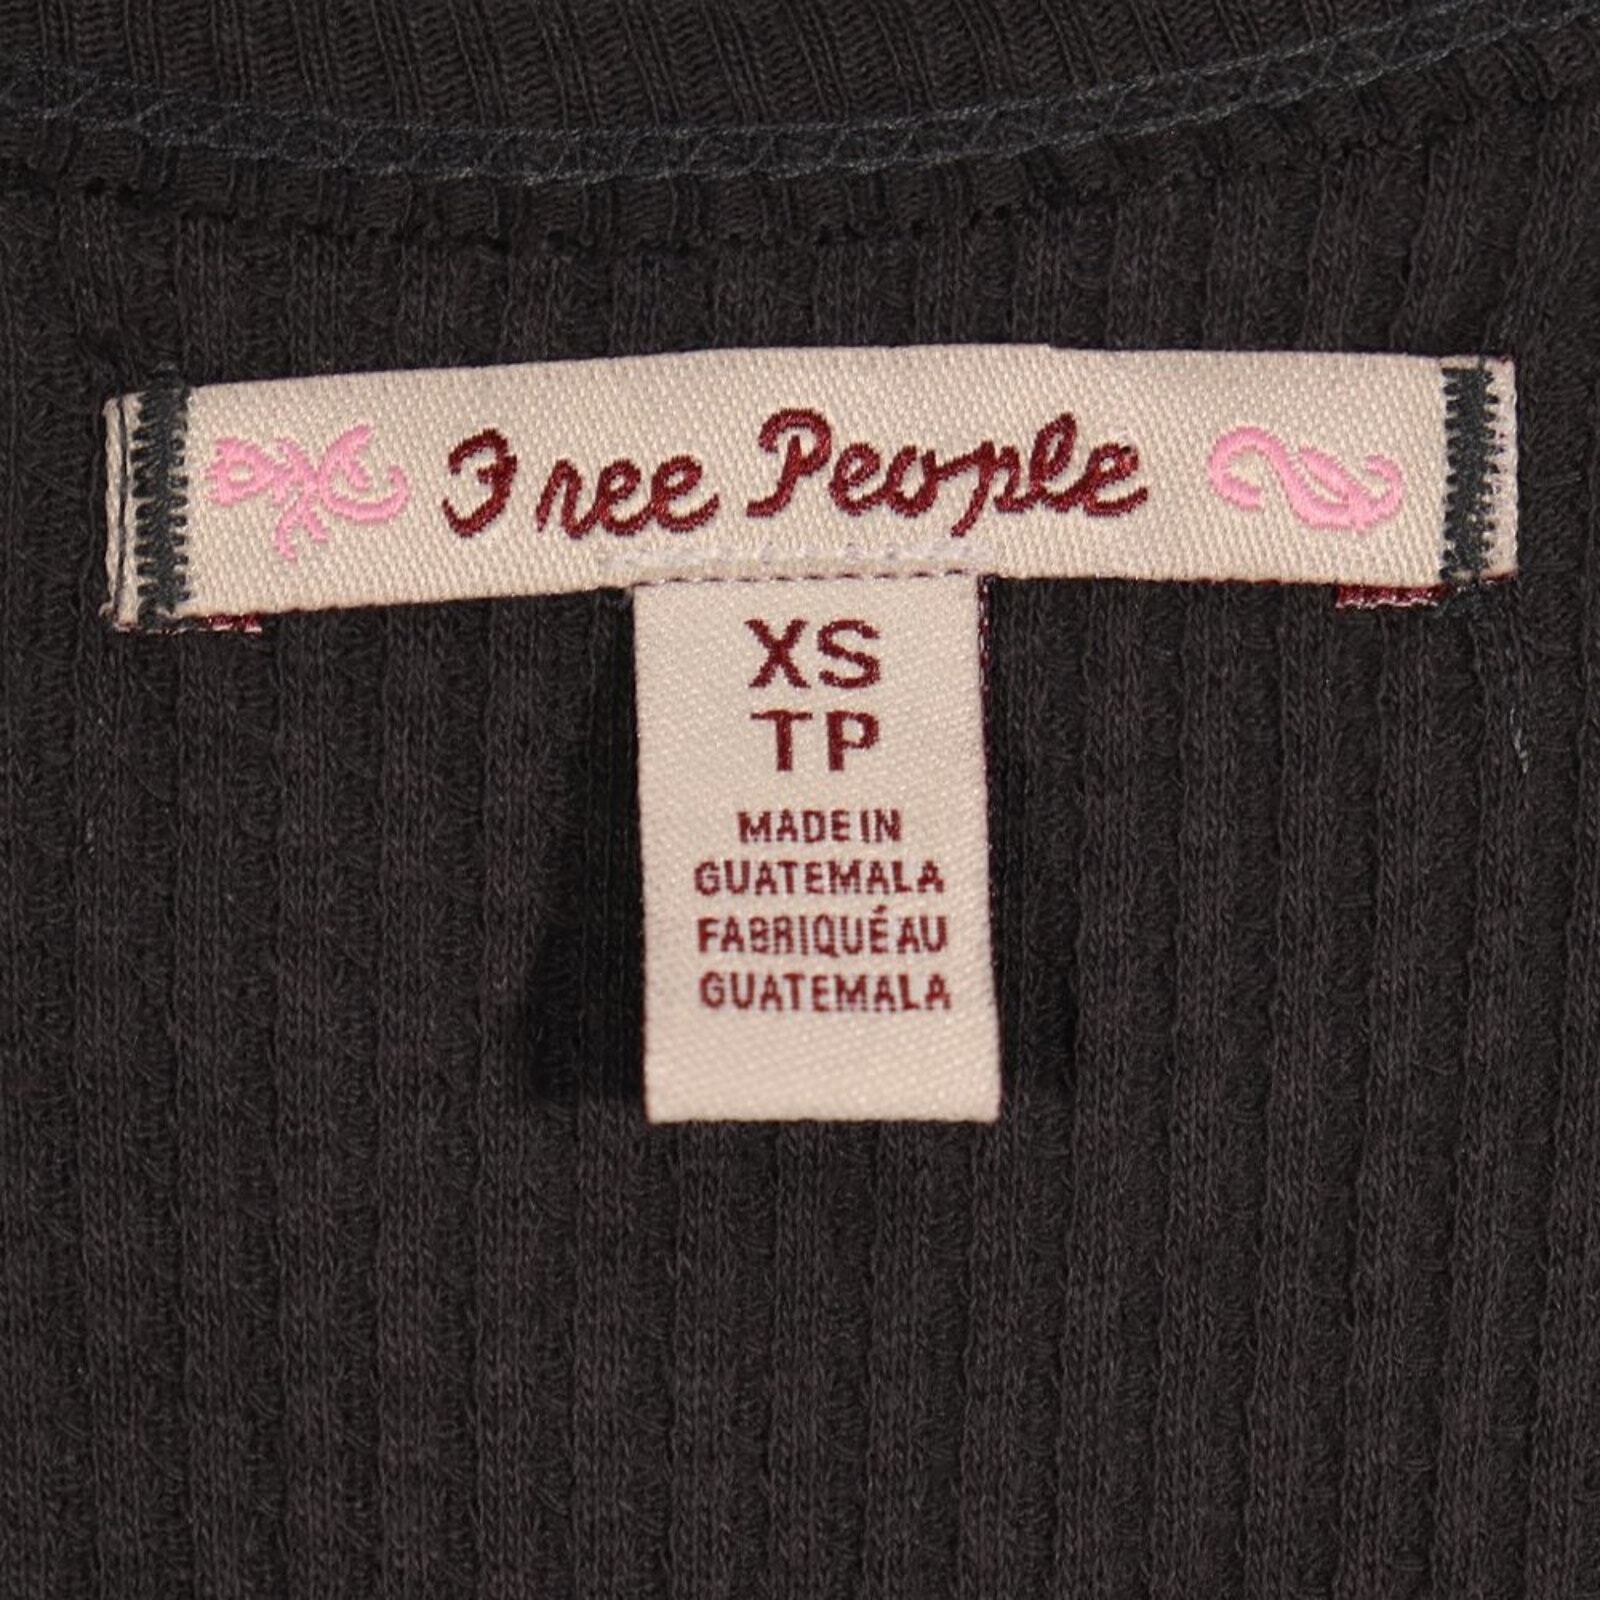 Free People
XS
TP
MADE IN
GUATEMALA
FABRIQUÉ AU
GUATEMALA